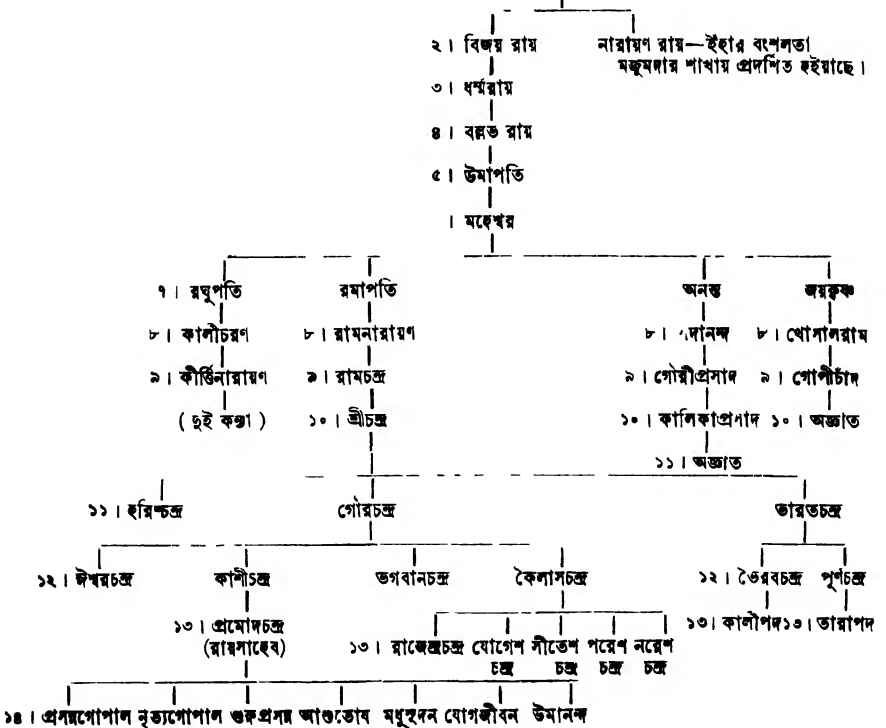 ২। বিজয় রায় নারায়ণ রায়—ইঁহার বংশলতা
মজুমদার শাখায় প্রদর্শিত হইয়াছে।
৩। ধর্ম্মরায়
৪। বল্লভ রায়
৫। উমাপতি
। মহেশ্বর
৭। রঘুপতি রমাপতি অনন্ত জয়কৃষ্ণ
৮। কালীচরণ ৮। রামনারায়ণ ৮। ৮। খোসালরাম
৯। কীর্ত্তিনারায়ণ ৯। রামচন্দ্র ৯। গৌরীপ্রসাদ ৯। গোপীচাঁদ
(দুই কন্যা) ১০। শ্রীচন্দ্র ১০। কালিকাপ্রসাদ ১০। অজ্ঞাত
১১। অজ্ঞাত
১১। হরিশ্চন্দ্র গৌরচন্দ্র ভারতচন্দ্র
১২। ঈশ্বরচন্দ্র কাশীচন্দ্র ভগবানচন্দ্র কৈলাসচন্দ্র ১২। ভৈরবচন্দ্র পূর্ণচন্দ্র
১৩। প্রমোদচন্দ্র ১৩। রাজেন্দ্রচন্দ্র যোগেশ সীতেশ পরেশ নরেশ ১৩। কালীপদ ১৩। তারাপদ
(রায়সাহেব) চন্দ্র চন্দ্র চন্দ্র চন্দ্র
১৪। প্রসন্নগোপাল নৃত্যগোপাল গুরুপ্রসন্ন আশুতোষ মধুসূদন যোগজীবন উমানন্দ